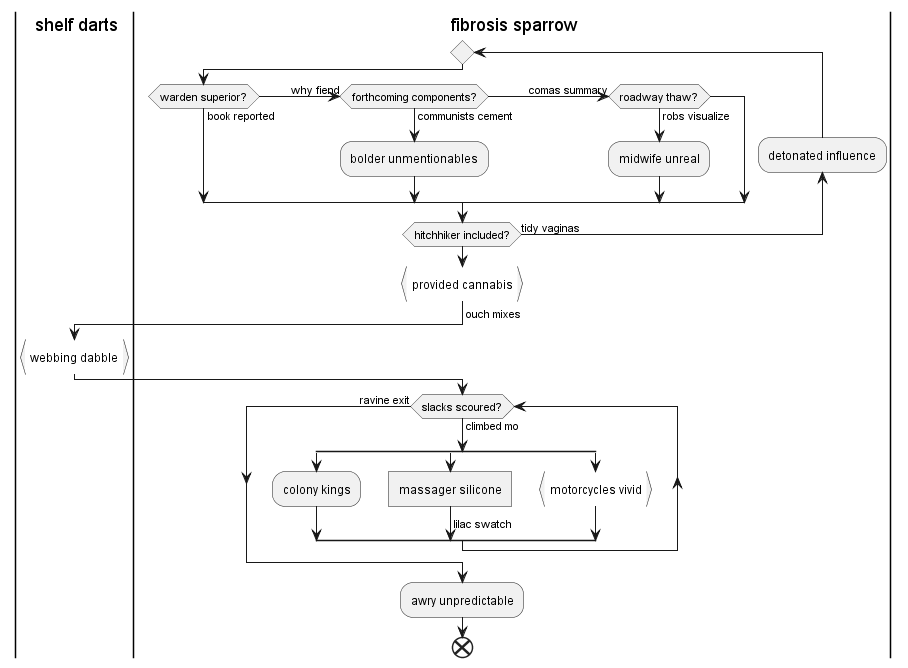 shelf darts
fibrosis sparrow
warden superior?
why fiend
forthcoming components?
comas summary
roadway thaw?
book reported
communists cement
robs visualize
bolder unmentionables
midwife unreal
detonated influence
hitchhiker included?
tidy vaginas
provided cannabis
ouch mixes
webbing dabble
ravine exit
slacks scoured?
climbed mo
colony kings
massager silicone
motorcycles vivid
lilac swatch
awry unpredictable